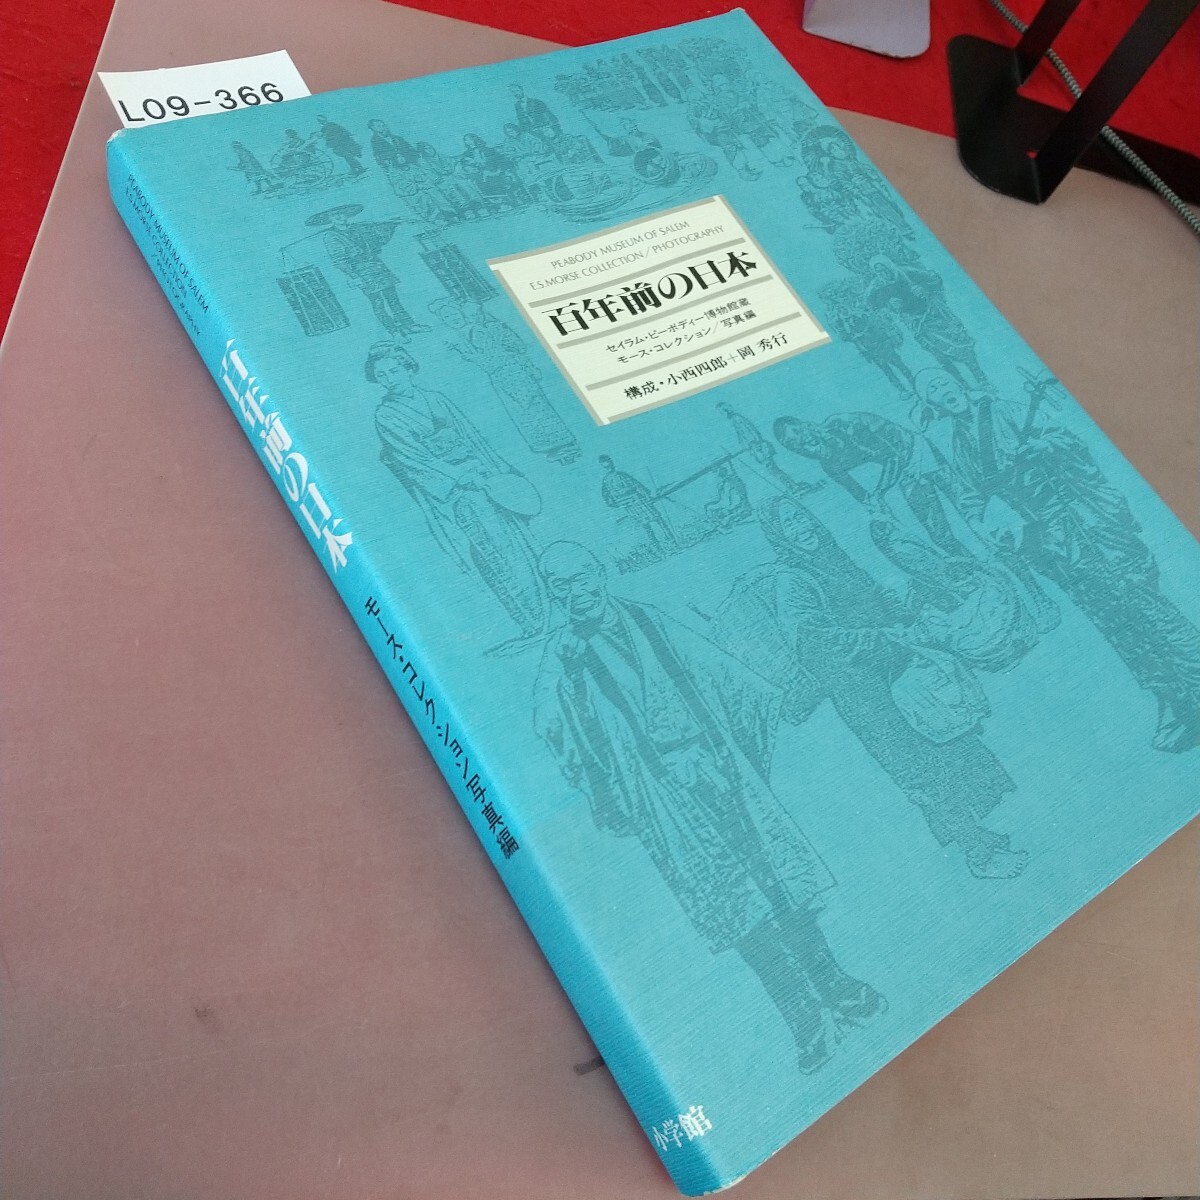 L09-366
PEABODY MUSEUM OF SALEM
E.S.MORSE COLLECTION/PHOTOGRAPHY
百年前の日本
セイラム・ピーボディー博物館蔵
モース・コレクション/写真編
構成・小西四郎+岡 秀行
PEABODY MUSEUM OF SALEM
E.S.MORSE COLLECTION
/PHOTOGRAPHY
百年前の日本
モース・コレクション写真編
小学館